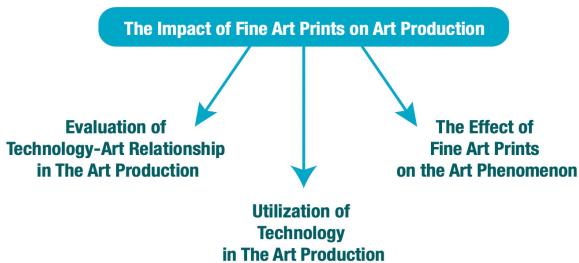 The Impact of Fine Art Prints on Art Production
Evaluation of
Technology-Art Relationship
in The Art Production
Utilization of
Technology
in The Art Production
The Effect of
Fine Art Prints
on the Art Phenomenon